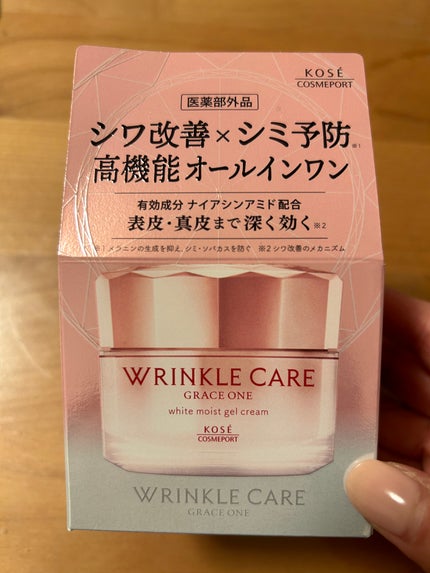 KOSÉ
COSMEPORT
医薬部外品
シワ改善×シミ予防※1
高機能オールインワン
有効成分 ナイアシンアミド配合
表皮・真皮まで深く効く※2
※1 メラニンの生成を抑え、シミ・ソバカスを防ぐ ※2 シワ改善のメカニズム
WRINKLE CARE
GRACE ONE
white moist gel cream
KOSÉ
COSMEPORT
WRINKLE CARE
GRACE ONE